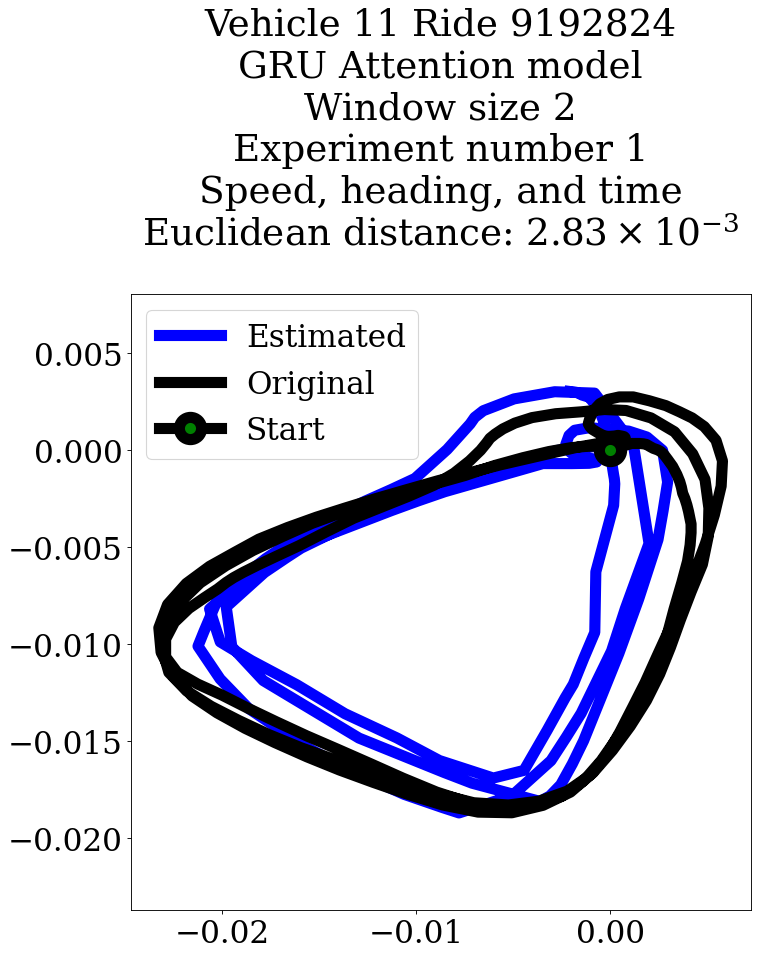 Vehicle 11 Ride 9192824
GRU Attention model
Window size 2
Experiment number 1
Speed, heading, and time
Euclidean distance: 2.83 × 10⁻³
Estimated
Original
Start
0.005
0.000
−0.005
−0.010
−0.015
−0.020
−0.02 −0.01 0.00